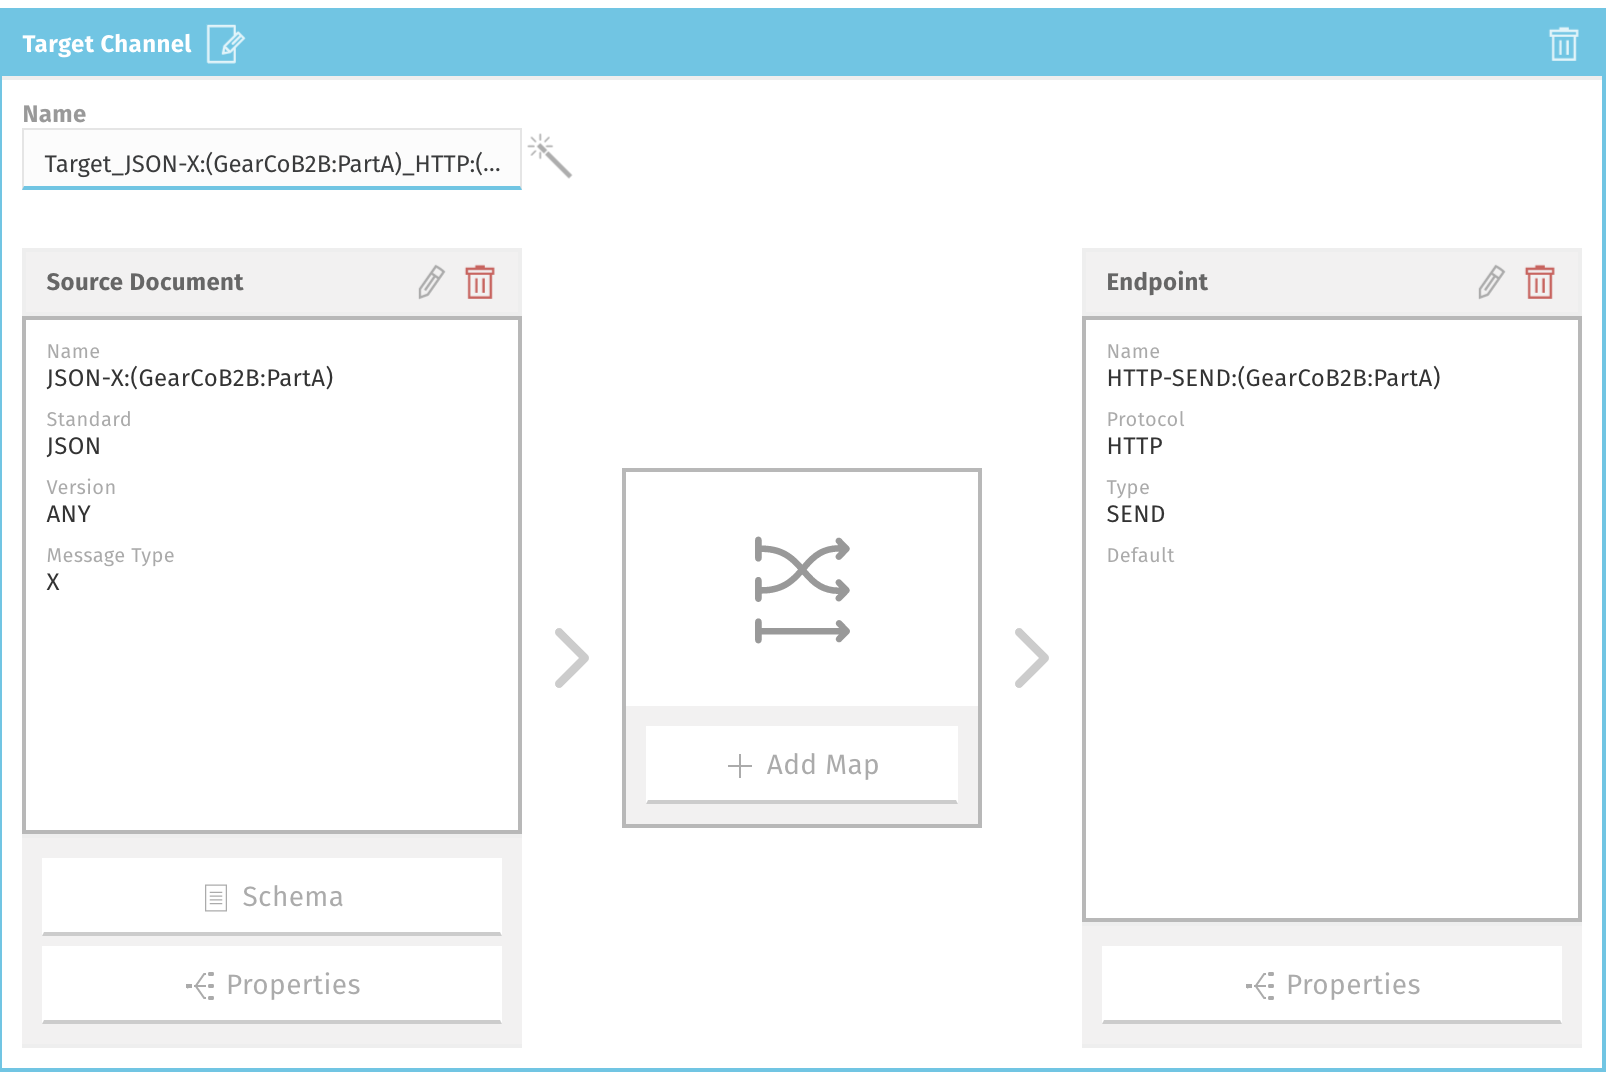 Target Channel
Name
Target_JSON-X:(GearCoB2B:PartA)_HTTP:(...
Source Document
Name
JSON-X:(GearCoB2B:PartA)
Standard
JSON
Version
ANY
Message Type
X
Schema
Properties
Add Map
Endpoint
Name
HTTP-SEND:(GearCoB2B:PartA)
Protocol
HTTP
Type
SEND
Default
Properties